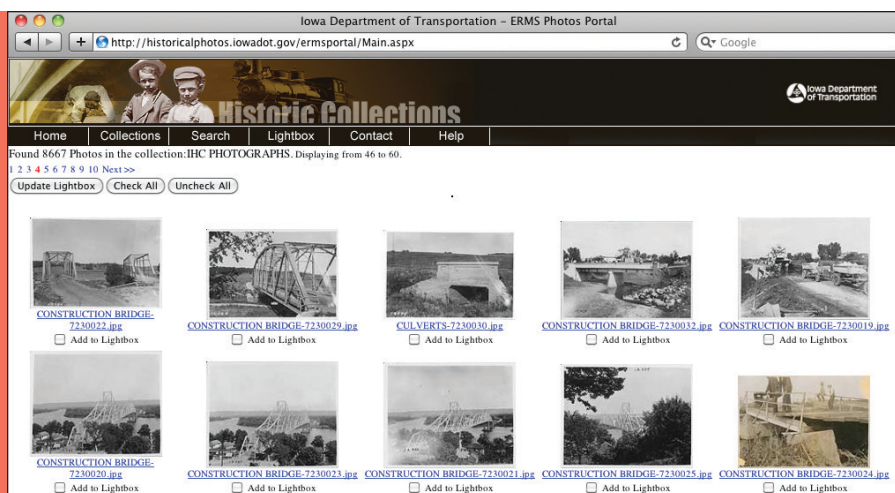 Iowa Department of Transportation – ERMS Photos Portal
http://historicalphotos.iowadot.gov/ermsportal/Main.aspx
Google
Historic Collections
Iowa Department
of Transportation
Home Collections Search Lightbox Contact Help
Found 8667 Photos in the collection:IHC PHOTOGRAPHS. Displaying from 46 to 60.
1 2 3 4 5 6 7 8 9 10 Next>>
Update Lightbox Check All Uncheck All
CONSTRUCTION BRIDGE-
7230022.jpg CONSTRUCTION BRIDGE-7230029.jpg CULVERTS-7230030.jpg CONSTRUCTION BRIDGE-7230032.jpg CONSTRUCTION BRIDGE-7230019.jpg
Add to Lightbox Add to Lightbox Add to Lightbox Add to Lightbox Add to Lightbox
CONSTRUCTION BRIDGE-
7230020.jpg CONSTRUCTION BRIDGE-7230023.jpg CONSTRUCTION BRIDGE-7230021.jpg CONSTRUCTION BRIDGE-7230025.jpg CONSTRUCTION BRIDGE-7230024.jpg
Add to Lightbox Add to Lightbox Add to Lightbox Add to Lightbox Add to Lightbox